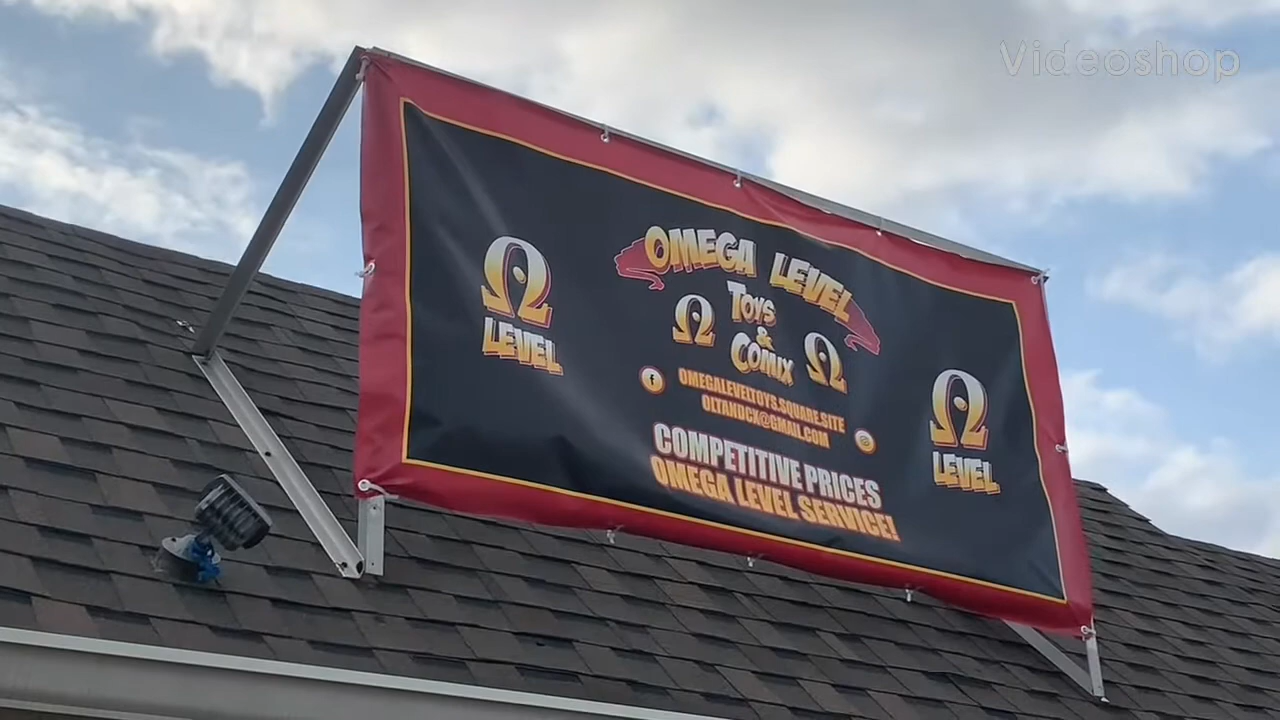 Videoshop
OMEGA LEVEL
TOYS
&
COMIX
Ω
Ω
Ω
LEVEL
OMEGALEVELTOYS.SQUARE.SITE
OLTANDCX@GMAIL.COM
COMPETITIVE PRICES
OMEGA LEVEL SERVICE!
Ω
LEVEL